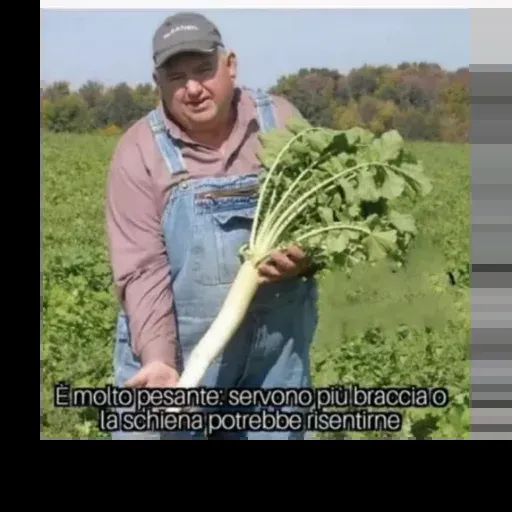 È molto pesante: servono più braccia o
la schiena potrebbe risentirne